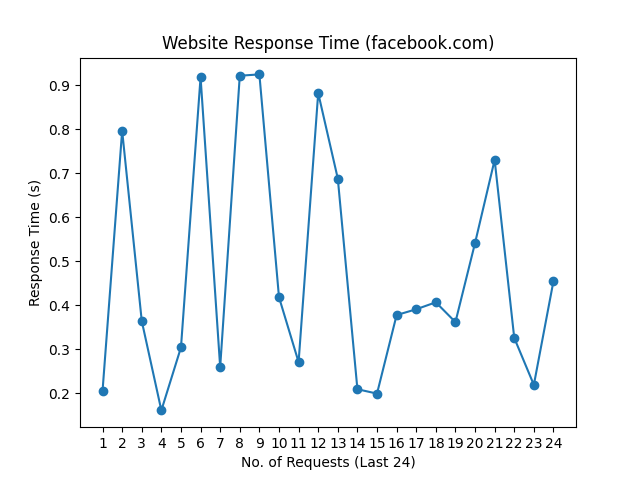 Website Response Time (facebook.com)
0.9
0.8
0.7
0.6
0.5
0.4
0.3
0.2
Response Time (s)
1 2 3 4 5 6 7 8 9 10 11 12 13 14 15 16 17 18 19 20 21 22 23 24
No. of Requests (Last 24)